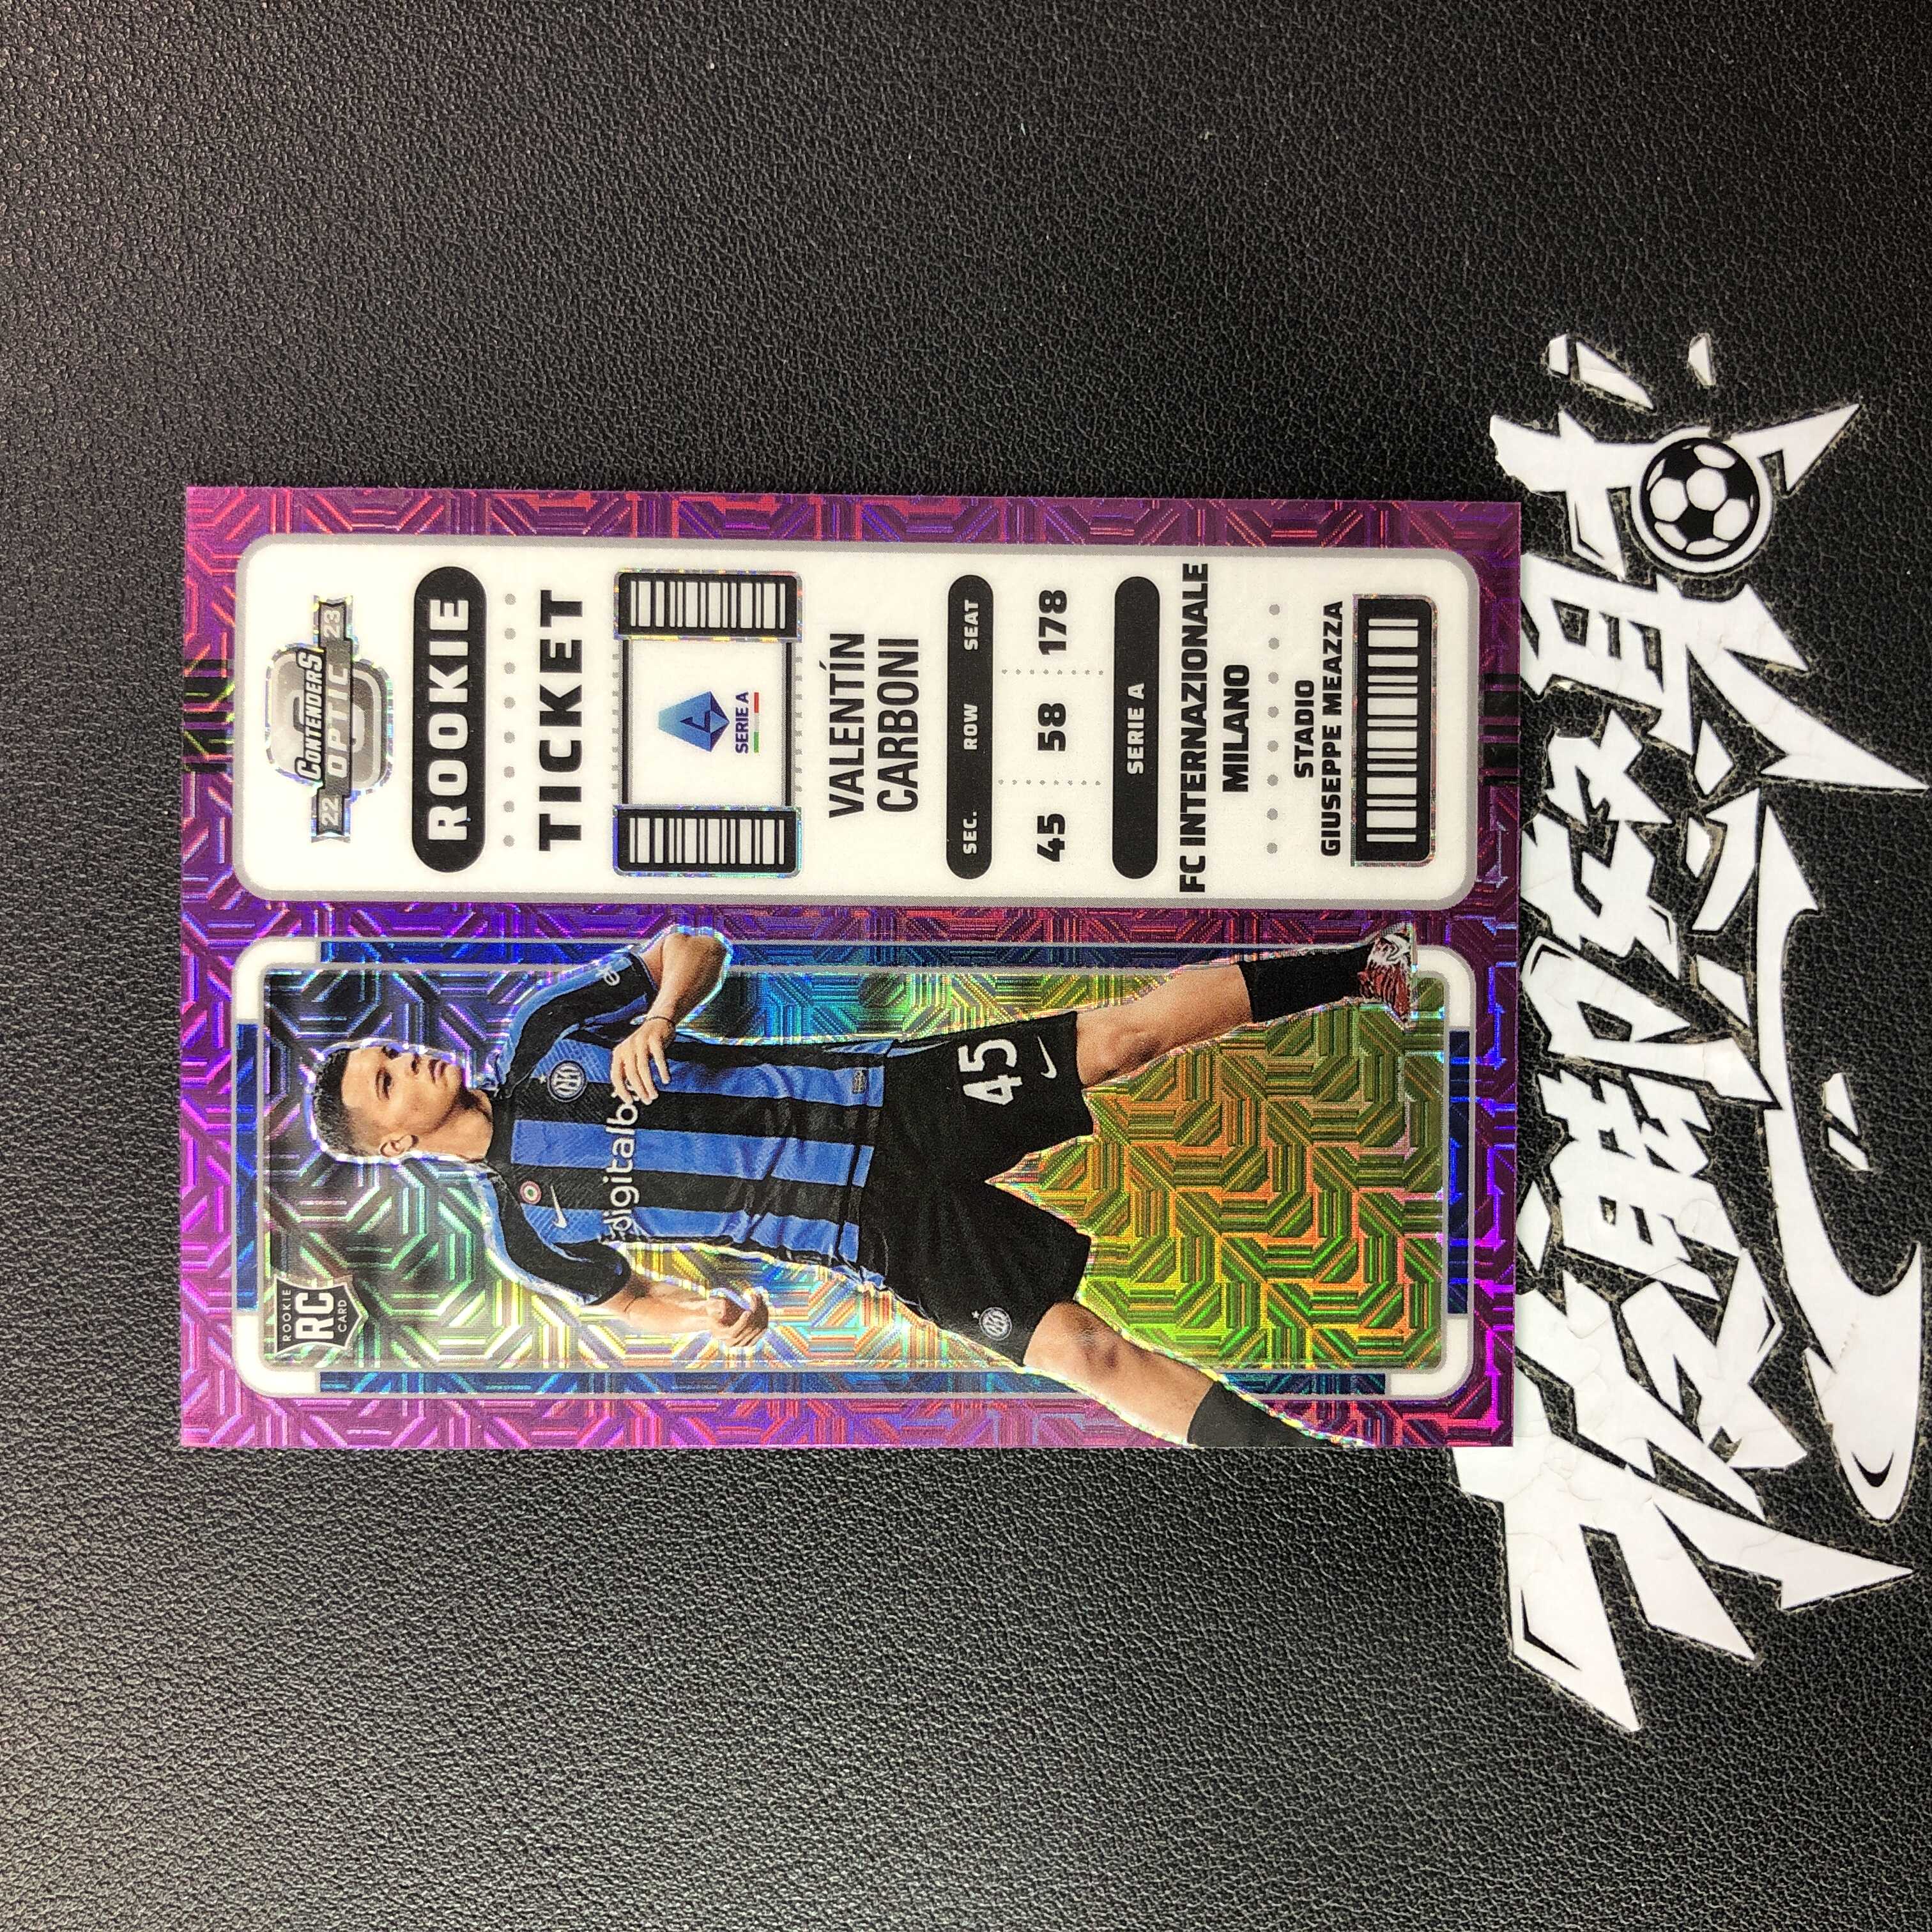 22 CONTENDERS 23
OPTIC
ROOKIE
TICKET
SERIE A
VALENTÍN
CARBONI
SEC. ROW SEAT
45 58 178
SERIE A
FC INTERNAZIONALE
MILANO
STADIO
GIUSEPPE MEAZZA
ROOKIE
RC
CARD
digitalb
45